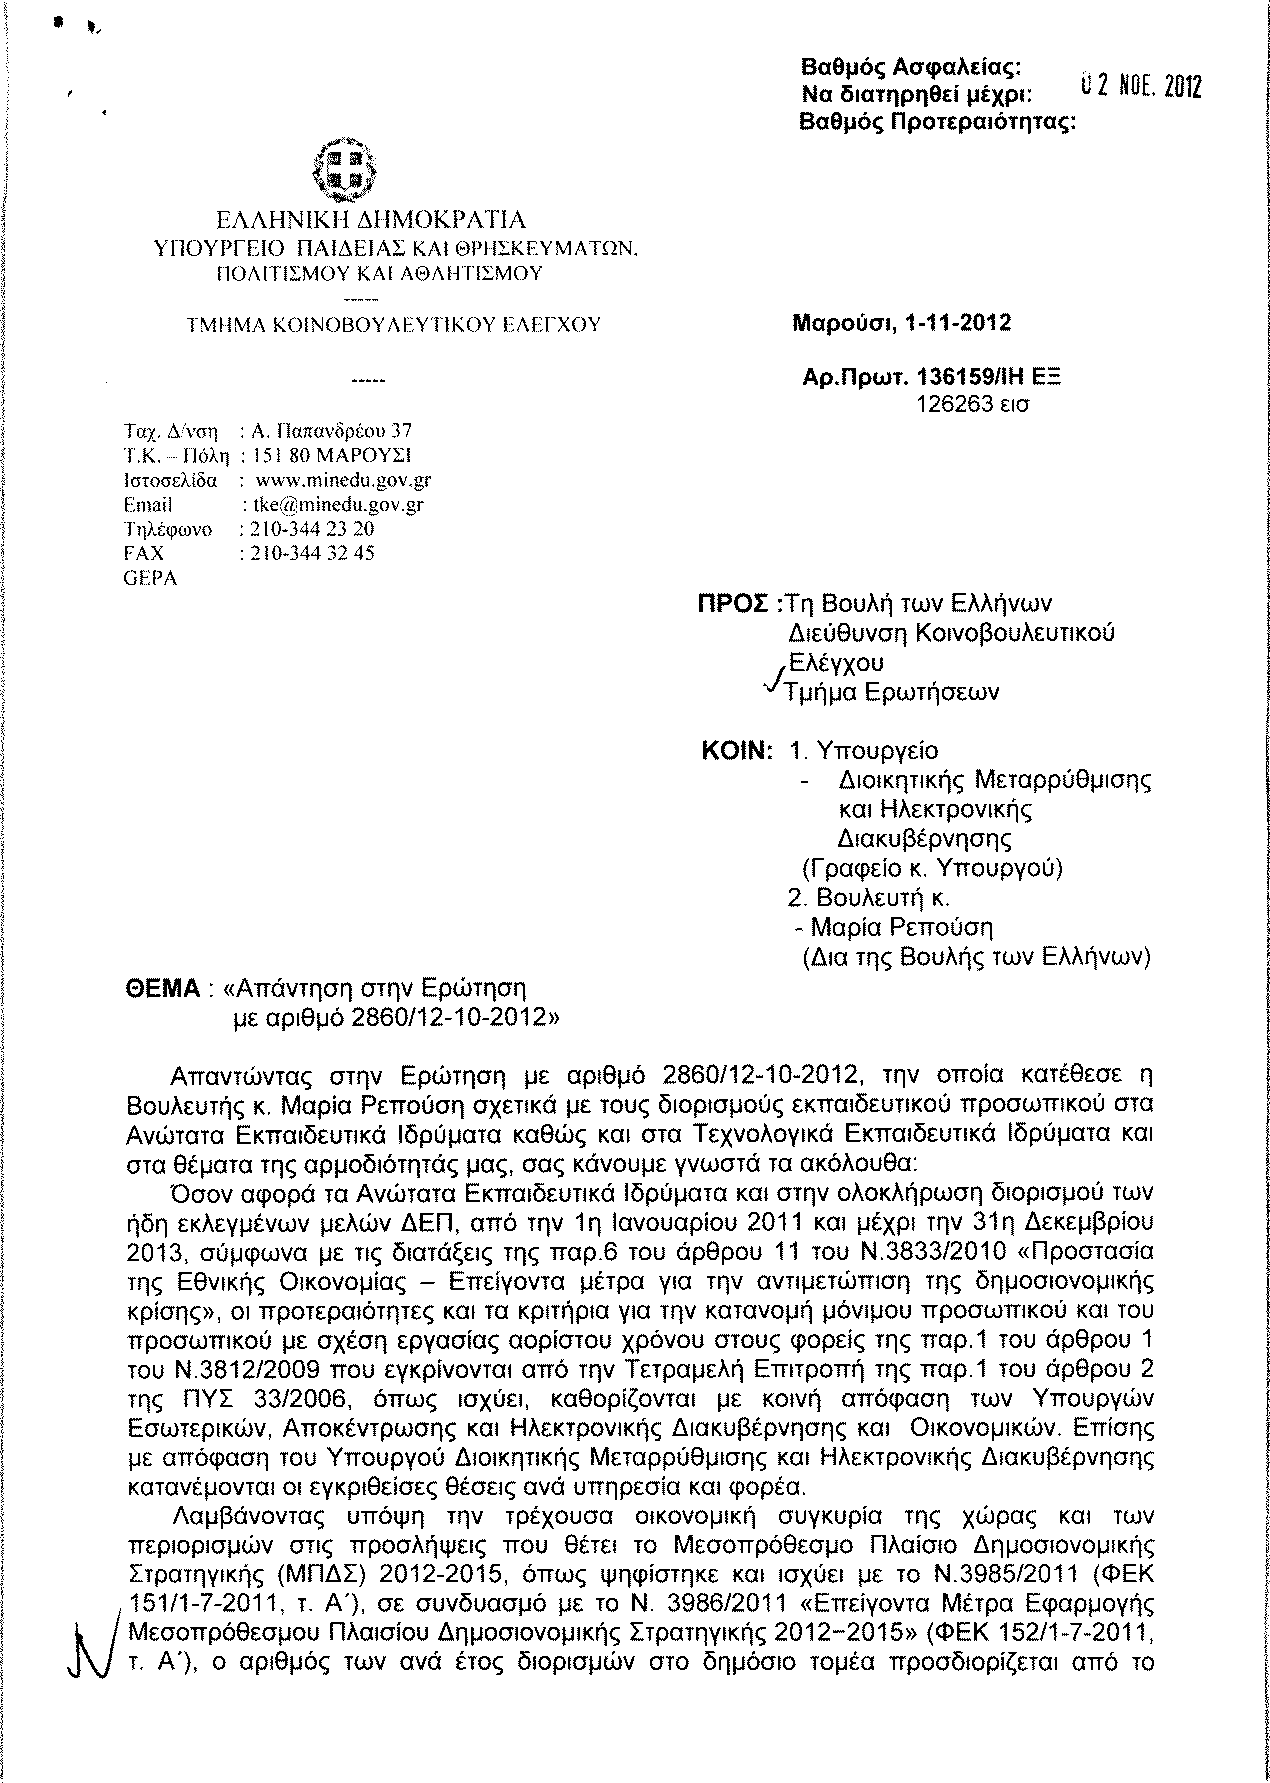 Βαθμός Ασφαλείας:
Να διατηρηθεί μέχρι:
02 ΝΟΕ. 2012
Βαθμός Προτεραιότητας:
ΕΛΛΗΝΙΚΗ ΔΗΜΟΚΡΑΤΙΑ
ΥΠΟΥΡΓΕΙΟ ΠΑΙΔΕΙΑΣ ΚΑΙ ΘΡΗΣΚΕΥΜΑΤΩΝ,
ΠΟΛΙΤΙΣΜΟΥ ΚΑΙ ΑΘΛΗΤΙΣΜΟΥ
-----
ΤΜΗΜΑ ΚΟΙΝΟΒΟΥΛΕΥΤΙΚΟΥ ΕΛΕΓΧΟΥ
-----
Μαρούσι, 1-11-2012
Αρ.Πρωτ. 136159/ΙΗ ΕΞ
126263 εισ
Ταχ. Δ/νση : Α. Παπανδρέου 37
Τ.Κ. – Πόλη : 151 80 ΜΑΡΟΥΣΙ
Ιστοσελίδα : www.minedu.gov.gr
Email : tke@minedu.gov.gr
Τηλέφωνο : 210-344 23 20
FAX : 210-344 32 45
GEPA
ΠΡΟΣ :Τη Βουλή των Ελλήνων
Διεύθυνση Κοινοβουλευτικού
Ελέγχου
Τμήμα Ερωτήσεων
ΚΟΙΝ: 1. Υπουργείο
- Διοικητικής Μεταρρύθμισης
και Ηλεκτρονικής
Διακυβέρνησης
(Γραφείο κ. Υπουργού)
2. Βουλευτή κ.
- Μαρία Ρεπούση
(Δια της Βουλής των Ελλήνων)
ΘΕΜΑ : «Απάντηση στην Ερώτηση
με αριθμό 2860/12-10-2012»
Απαντώντας στην Ερώτηση με αριθμό 2860/12-10-2012, την οποία κατέθεσε η
Βουλευτής κ. Μαρία Ρεπούση σχετικά με τους διορισμούς εκπαιδευτικού προσωπικού στα
Ανώτατα Εκπαιδευτικά Ιδρύματα καθώς και στα Τεχνολογικά Εκπαιδευτικά Ιδρύματα και
στα θέματα της αρμοδιότητάς μας, σας κάνουμε γνωστά τα ακόλουθα:
Όσον αφορά τα Ανώτατα Εκπαιδευτικά Ιδρύματα και στην ολοκλήρωση διορισμού των
ήδη εκλεγμένων μελών ΔΕΠ, από την 1η Ιανουαρίου 2011 και μέχρι την 31η Δεκεμβρίου
2013, σύμφωνα με τις διατάξεις της παρ.6 του άρθρου 11 του Ν.3833/2010 «Προστασία
της Εθνικής Οικονομίας – Επείγοντα μέτρα για την αντιμετώπιση της δημοσιονομικής
κρίσης», οι προτεραιότητες και τα κριτήρια για την κατανομή μόνιμου προσωπικού και του
προσωπικού με σχέση εργασίας αορίστου χρόνου στους φορείς της παρ.1 του άρθρου 1
του Ν.3812/2009 που εγκρίνονται από την Τετραμελή Επιτροπή της παρ.1 του άρθρου 2
της ΠΥΣ 33/2006, όπως ισχύει, καθορίζονται με κοινή απόφαση των Υπουργών
Εσωτερικών, Αποκέντρωσης και Ηλεκτρονικής Διακυβέρνησης και Οικονομικών. Επίσης
με απόφαση του Υπουργού Διοικητικής Μεταρρύθμισης και Ηλεκτρονικής Διακυβέρνησης
κατανέμονται οι εγκριθείσες θέσεις ανά υπηρεσία και φορέα.
Λαμβάνοντας υπόψη την τρέχουσα οικονομική συγκυρία της χώρας και των
περιορισμών στις προσλήψεις που θέτει το Μεσοπρόθεσμο Πλαίσιο Δημοσιονομικής
Στρατηγικής (ΜΠΔΣ) 2012-2015, όπως ψηφίστηκε και ισχύει με το Ν.3985/2011 (ΦΕΚ
151/1-7-2011, τ. Α΄), σε συνδυασμό με το Ν. 3986/2011 «Επείγοντα Μέτρα Εφαρμογής
Μεσοπρόθεσμου Πλαισίου Δημοσιονομικής Στρατηγικής 2012–2015» (ΦΕΚ 152/1-7-2011,
τ. Α΄), ο αριθμός των ανά έτος διορισμών στο δημόσιο τομέα προσδιορίζεται από το